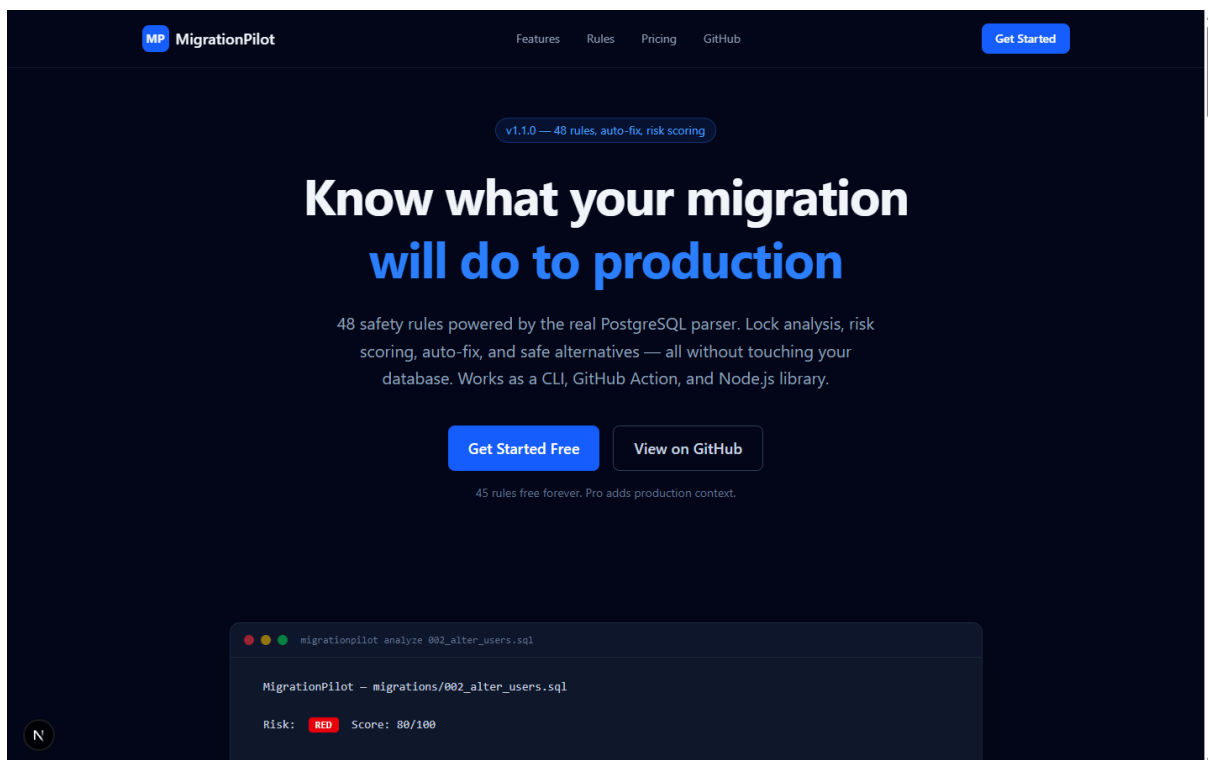 MP MigrationPilot
Features Rules Pricing GitHub
Get Started
v1.1.0 — 48 rules, auto-fix, risk scoring
Know what your migration
will do to production
48 safety rules powered by the real PostgreSQL parser. Lock analysis, risk
scoring, auto-fix, and safe alternatives — all without touching your
database. Works as a CLI, GitHub Action, and Node.js library.
Get Started Free
View on GitHub
45 rules free forever. Pro adds production context.
migrationpilot analyze 002_alter_users.sql
MigrationPilot — migrations/002_alter_users.sql
Risk: RED Score: 80/100
N